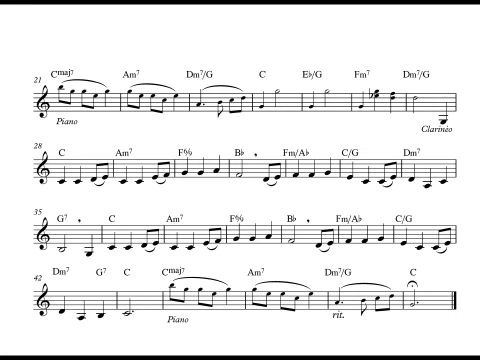 21 Cmaj7 Am7 Dm7/G C E♭/G Fm7 Dm7/G
Piano Clarineo
28 C Am7 F% B♭ Fm/A♭ C/G Dm7
35 G7 C Am7 F% B♭ Fm/A♭ C/G
42 Dm7 G7 C Cmaj7 Am7 Dm7/G C
Piano rit.